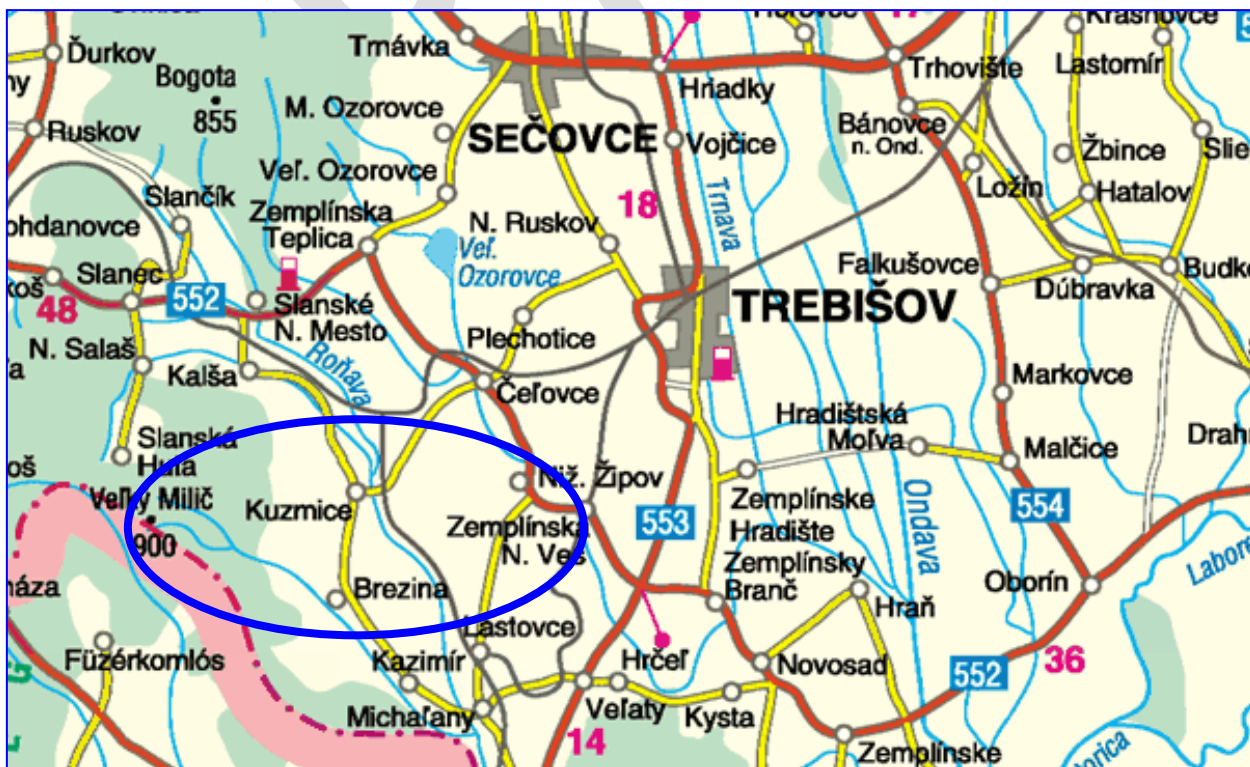 Ďurkov
Trnávka
Krašňovce
Lastomír
Bogota
855
Trhovište
Hriadky
M. Ozorovce
Ruskov
SEČOVCE
Vojčice
Bánovce
n. Ond.
Žbince
Slančík
Veľ. Ozorovce
Ložín
Hatalov
Zemplínska
Teplica
18
Trnava
N. Ruskov
Veľ.
Ozorovce
Slanec
552
48
Falkušovce
Dúbravka
Slanské
N. Mesto
TREBIŠOV
Plechotice
N. Salaš
Roňava
Kalša
Čeľovce
Markovce
Hradištská
Moľva
Malčice
Slanská
Huta
Niž. Žipov
Veľký Milič
900
Kuzmice
Zemplínska
N. Ves
553
Zemplínske
Hradište
Ondava
554
Zemplínsky
Branč
Brezina
Hraň
Oborín
Lastovce
Füzérkomlós
Kazimír
Hrčeľ
Novosad
552
36
Michaľany
Veľaty
Kysta
14
Zemplínske